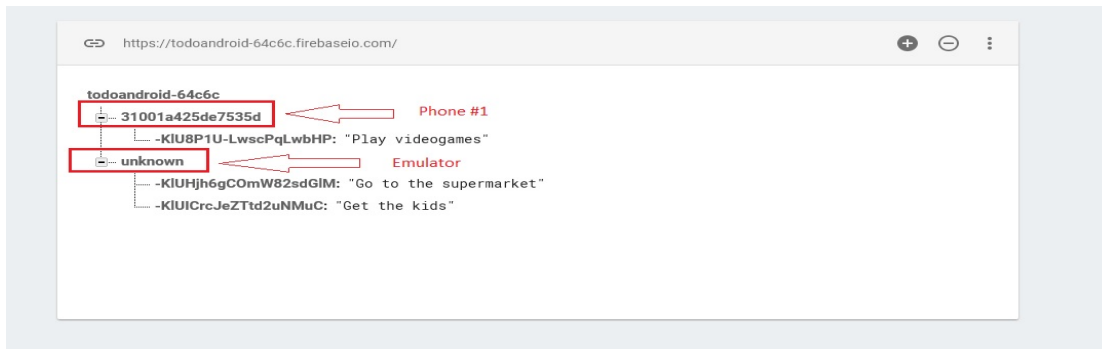 https://todoandroid-64c6c.firebaseio.com/
todoandroid-64c6c
31001a425de7535d Phone #1
-KlU8P1U-LwscPqLwbHP: "Play videogames"
unknown Emulator
-KlUHjh6gCOmW82sdGlM: "Go to the supermarket"
-KlUICrcJeZTtd2uNMuC: "Get the kids"